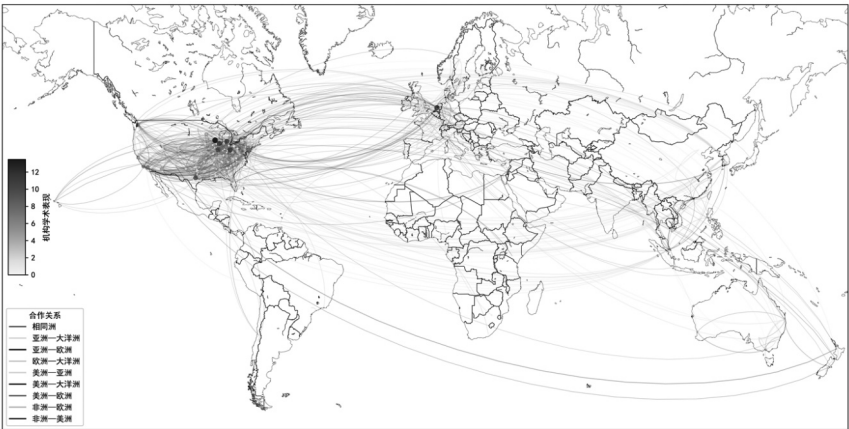 12
10
8
6
4
2
0
机构学术表现
合作关系
相同洲
亚洲—大洋洲
亚洲—欧洲
欧洲—大洋洲
美洲—亚洲
美洲—大洋洲
美洲—欧洲
非洲—欧洲
非洲—美洲